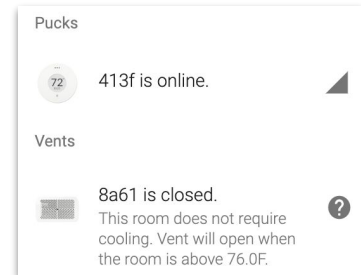 Pucks
72
413f is online.
Vents
8a61 is closed.
?
This room does not require
cooling. Vent will open when
the room is above 76.0F.